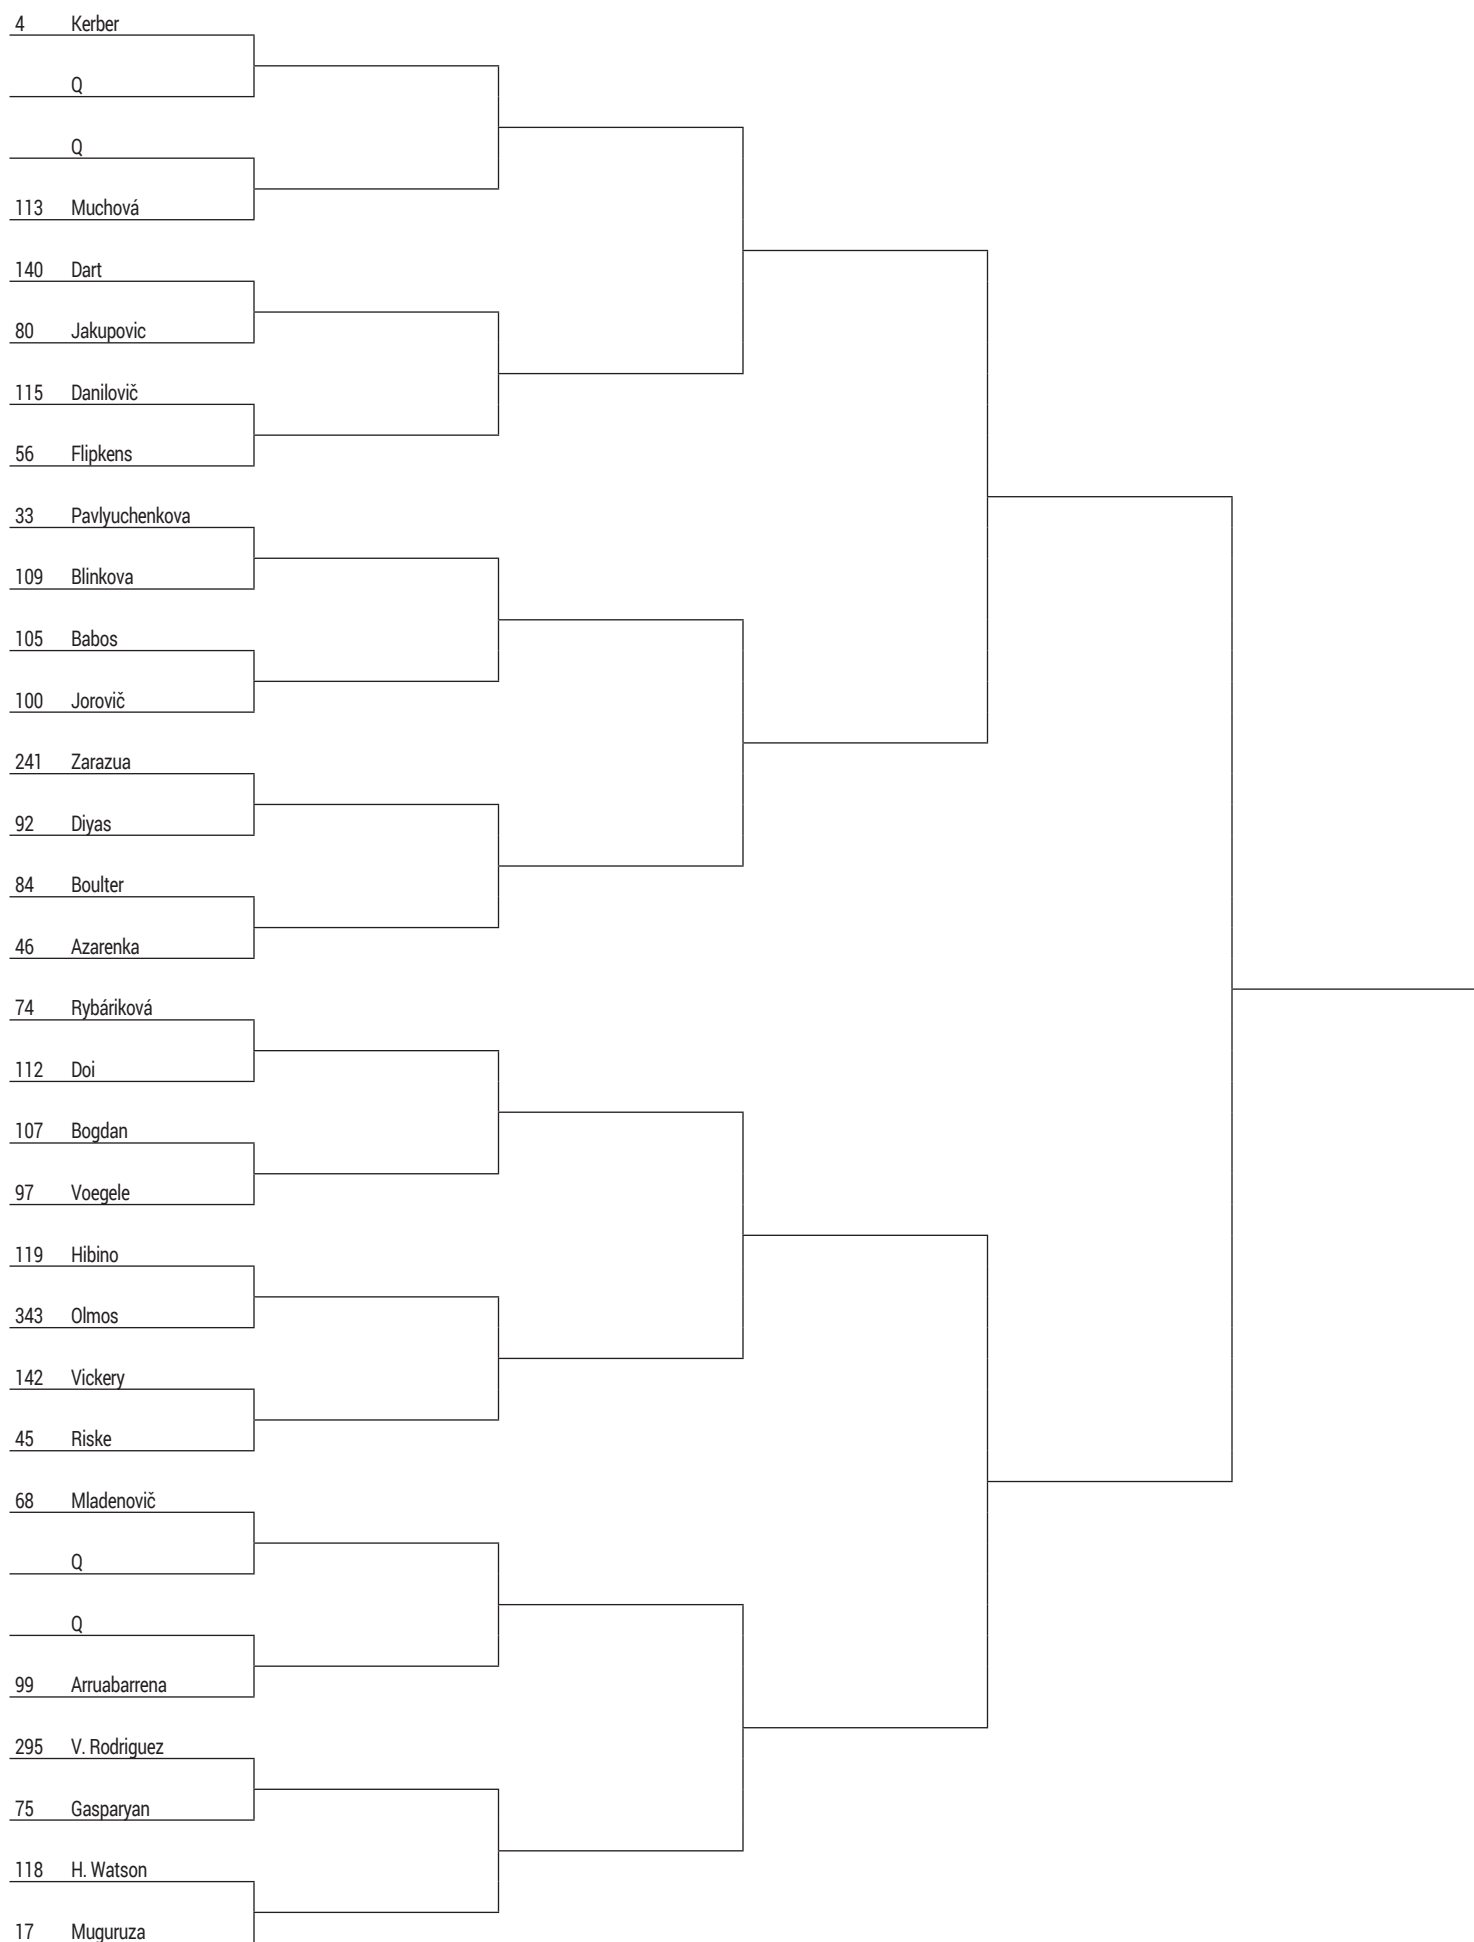 4 Kerber
Q
Q
113 Muchová
140 Dart
80 Jakupovic
115 Danilovič
56 Flipkens
33 Pavlyuchenkova
109 Blinkova
105 Babos
100 Jorovič
241 Zarazua
92 Diyas
84 Boulter
46 Azarenka
74 Rybáriková
112 Doi
107 Bogdan
97 Voegele
119 Hibino
343 Olmos
142 Vickery
45 Riske
68 Mladenovič
Q
Q
99 Arruabarrena
295 V. Rodriguez
75 Gasparyan
118 H. Watson
17 Muguruza